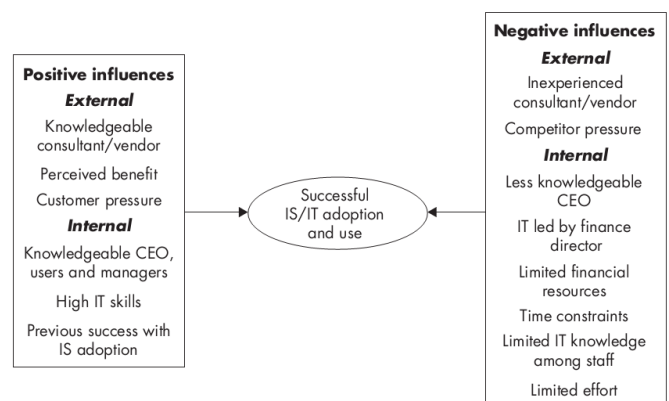 Positive influences
External
Knowledgeable
consultant/vendor
Perceived benefit
Customer pressure
Internal
Knowledgeable CEO,
users and managers
High IT skills
Previous success with
IS adoption
Successful
IS/IT adoption
and use
Negative influences
External
Inexperienced
consultant/vendor
Competitor pressure
Internal
Less knowledgeable
CEO
IT led by finance
director
Limited financial
resources
Time constraints
Limited IT knowledge
among staff
Limited effort